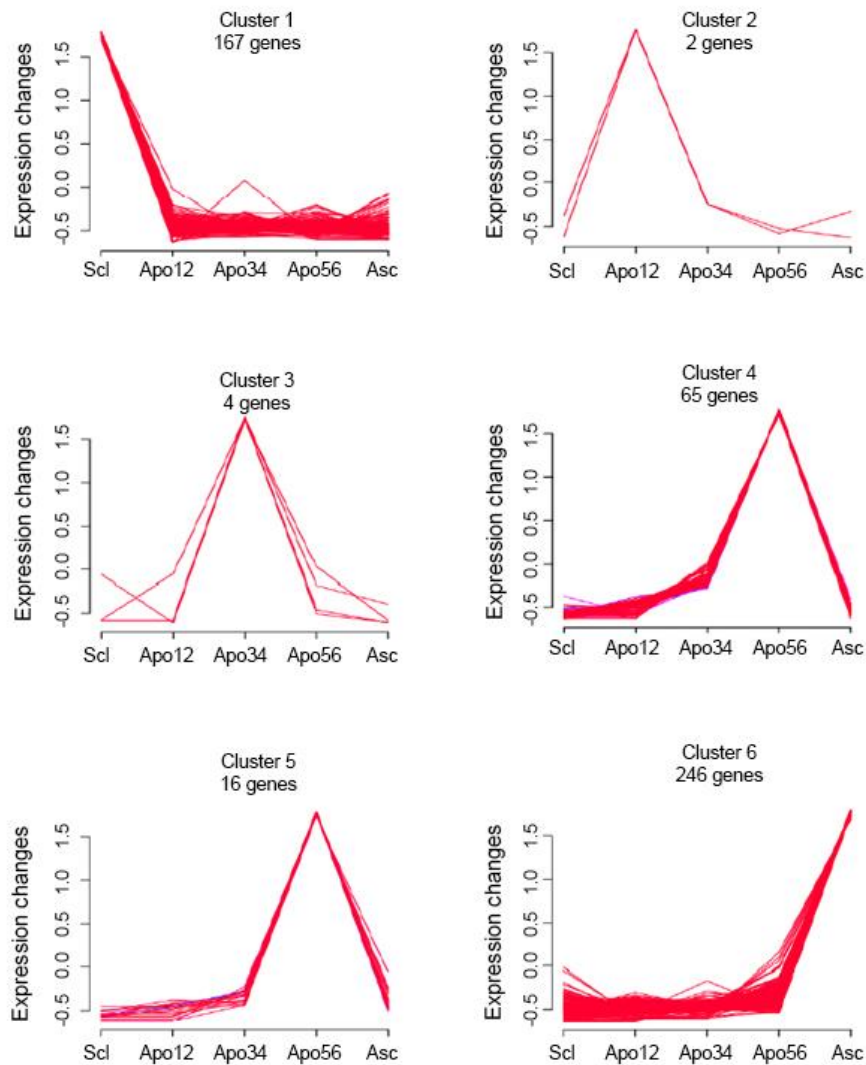 Cluster 1
167 genes
Expression changes
1.5
1.0
0.5
0.0
-0.5
Scl Apo12 Apo34 Apo56 Asc
Cluster 2
2 genes
Expression changes
1.5
1.0
0.5
0.0
-0.5
Scl Apo12 Apo34 Apo56 Asc
Cluster 3
4 genes
Expression changes
1.5
1.0
0.5
0.0
-0.5
Scl Apo12 Apo34 Apo56 Asc
Cluster 4
65 genes
Expression changes
1.5
1.0
0.5
0.0
-0.5
Scl Apo12 Apo34 Apo56 Asc
Cluster 5
16 genes
Expression changes
1.5
1.0
0.5
0.0
-0.5
Scl Apo12 Apo34 Apo56 Asc
Cluster 6
246 genes
Expression changes
1.5
1.0
0.5
0.0
-0.5
Scl Apo12 Apo34 Apo56 Asc